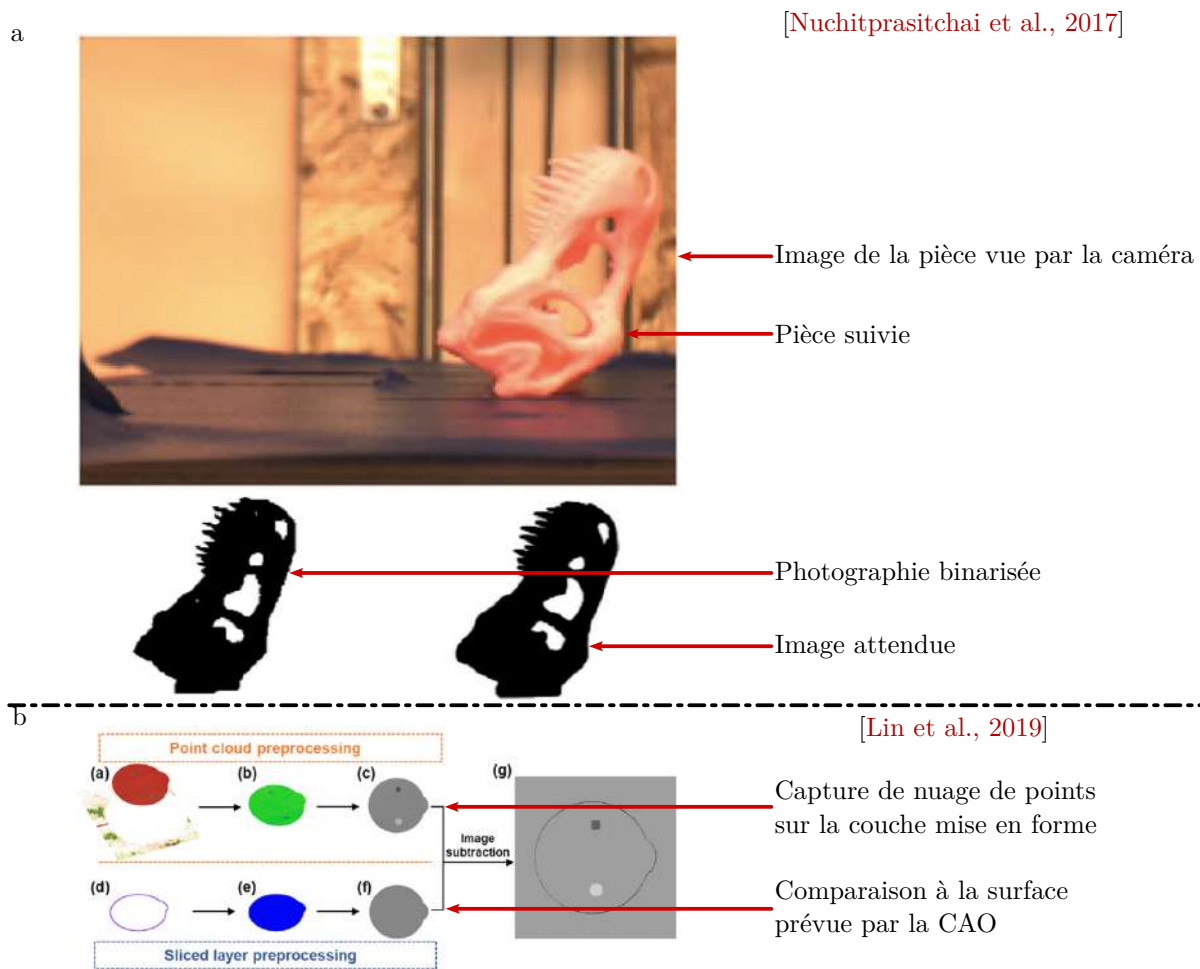 a
[Nuchitprasitchai et al., 2017]
Image de la pièce vue par la caméra
Pièce suivie
Photographie binarisée
Image attendue
b
[Lin et al., 2019]
Point cloud preprocessing
(a)
(b)
(c)
(g)
Capture de nuage de points
sur la couche mise en forme
Image
subtraction
(d)
(e)
(f)
Comparaison à la surface
prévue par la CAO
Sliced layer preprocessing